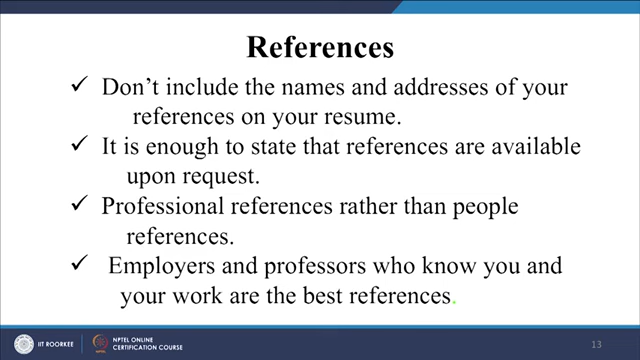 References
✓ Don't include the names and addresses of your
references on your resume.
✓ It is enough to state that references are available
upon request.
✓ Professional references rather than people
references.
✓ Employers and professors who know you and
your work are the best references.
IIT ROORKEE
NPTEL ONLINE
CERTIFICATION COURSE
13